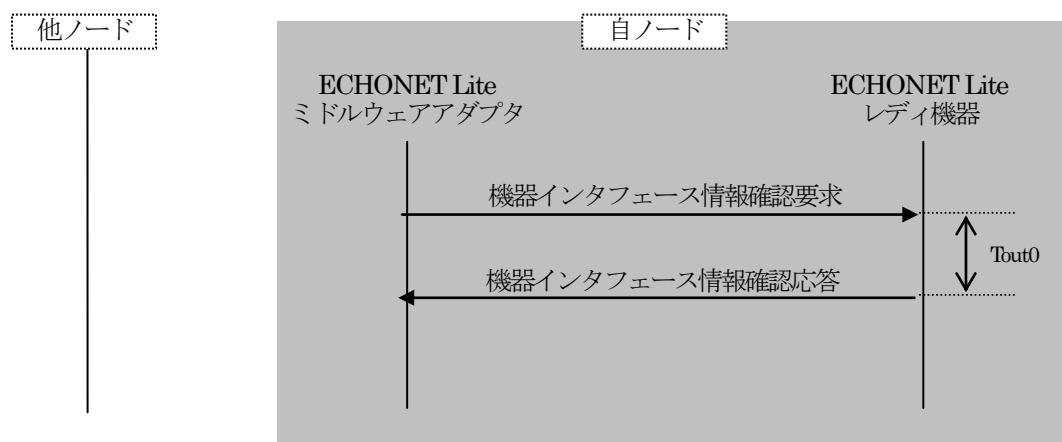 他ノード
自ノード
ECHONET Lite
ミドルウェアアダプタ
ECHONET Lite
レディ機器
機器インタフェース情報確認要求
Tout0
機器インタフェース情報確認応答